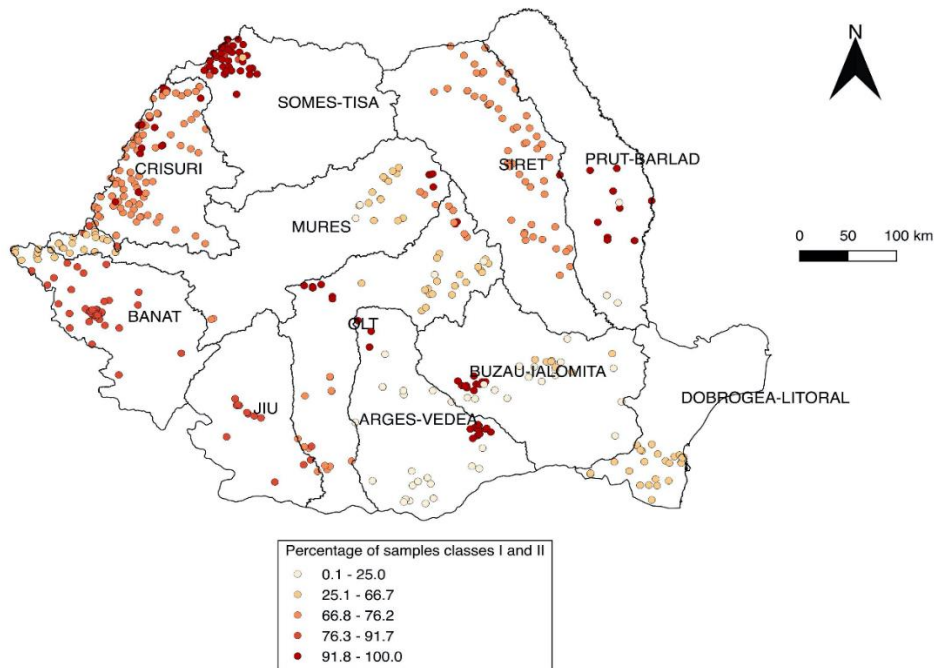 N
SOMES-TISA
SIRET
PRUT-BARLAD
CRISURI
MURES
0 50 100 km
BANAT
OLT
BUZAU-IALOMITA
DOBROGEA-LITORAL
JIU
ARGES-VEDEA
Percentage of samples classes I and II
0.1 - 25.0
25.1 - 66.7
66.8 - 76.2
76.3 - 91.7
91.8 - 100.0